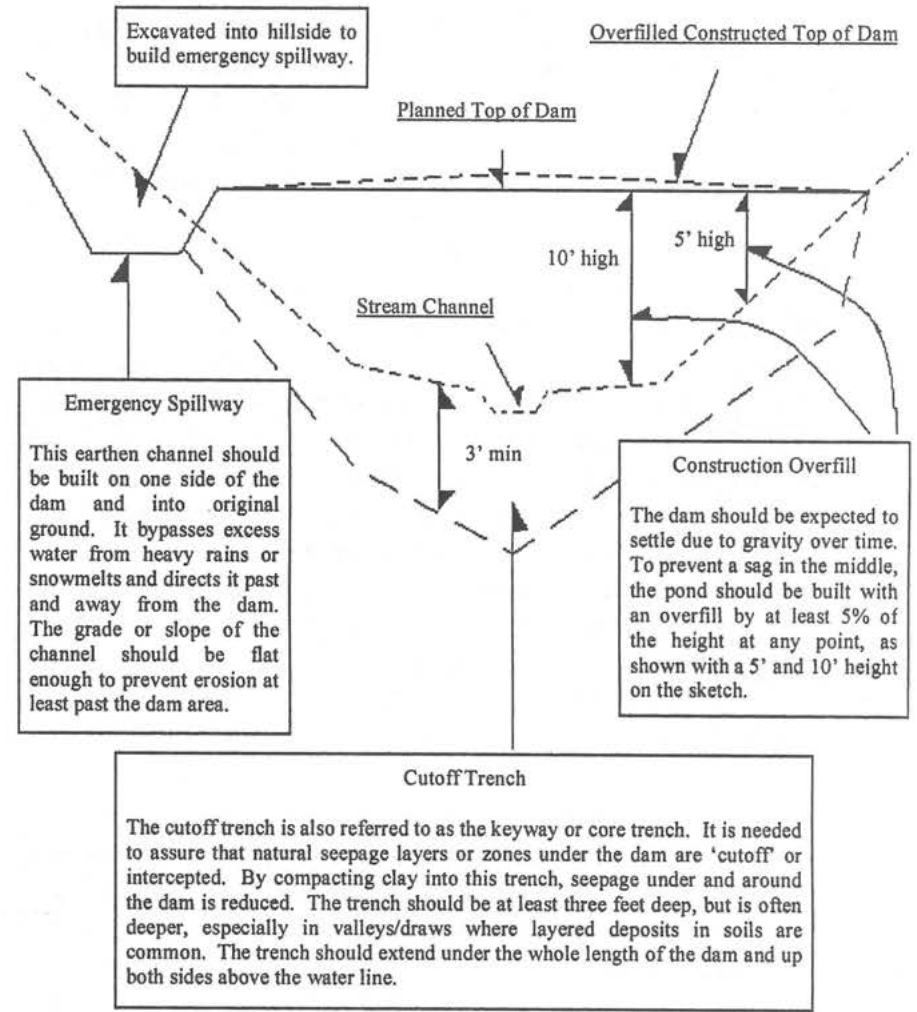 Excavated into hillside to
build emergency spillway.
Overfilled Constructed Top of Dam
Planned Top of Dam
10’ high
5’ high
Stream Channel
3’ min
Emergency Spillway
This earthen channel should
be built on one side of the
dam and into original
ground. It bypasses excess
water from heavy rains or
snowmelts and directs it past
and away from the dam.
The grade or slope of the
channel should be flat
enough to prevent erosion at
least past the dam area.
Construction Overfill
The dam should be expected to
settle due to gravity over time.
To prevent a sag in the middle,
the pond should be built with
an overfill by at least 5% of
the height at any point, as
shown with a 5’ and 10’ height
on the sketch.
Cutoff Trench
The cutoff trench is also referred to as the keyway or core trench. It is needed
to assure that natural seepage layers or zones under the dam are ‘cutoff’ or
intercepted. By compacting clay into this trench, seepage under and around
the dam is reduced. The trench should be at least three feet deep, but is often
deeper, especially in valleys/draws where layered deposits in soils are
common. The trench should extend under the whole length of the dam and up
both sides above the water line.